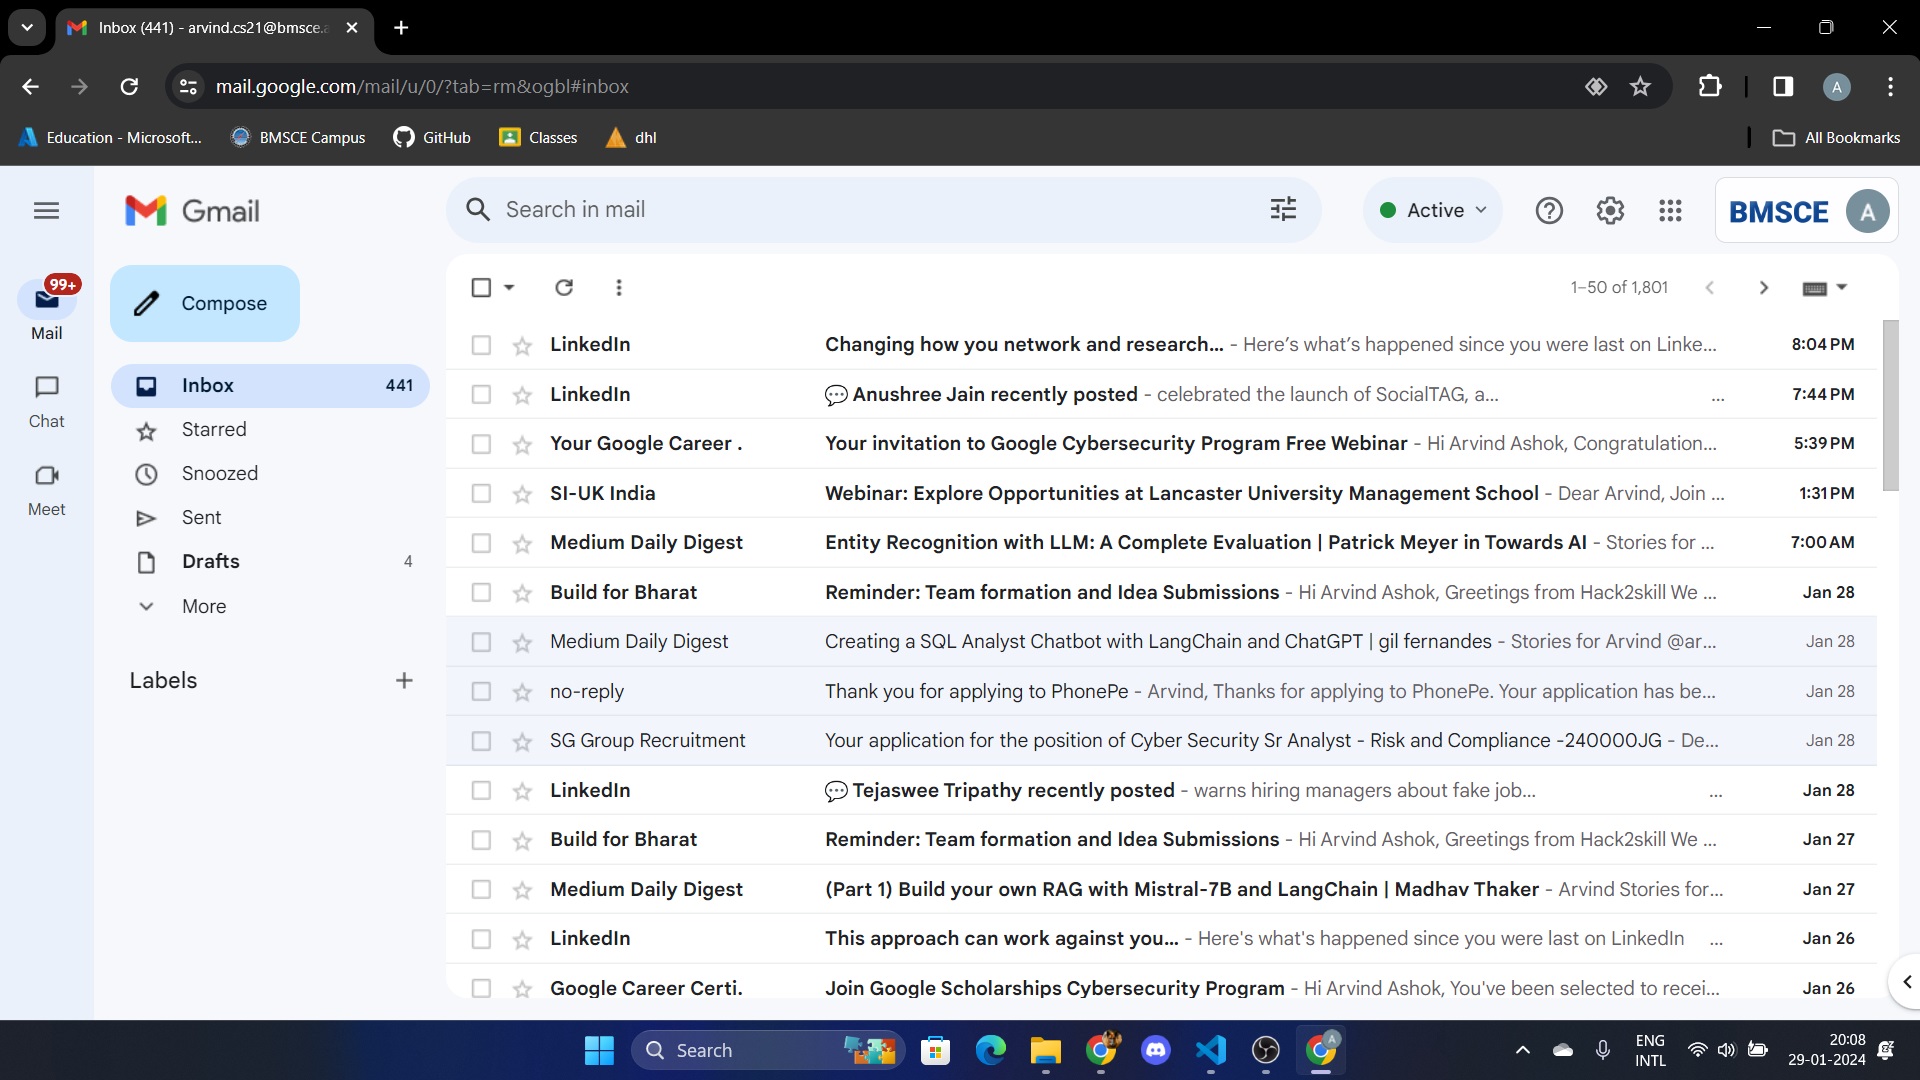 Inbox (441) - arvind.cs21@bmsce.a
mail.google.com/mail/u/0/?tab=rm&ogbl#inbox
A
Education - Microsoft...
BMSCE Campus
GitHub
Classes
dhl
All Bookmarks
Gmail
Search in mail
Active
BMSCE
A
99+
Mail
Chat
Meet
Compose
Inbox 441
Starred
Snoozed
Sent
Drafts 4
More
Labels
1–50 of 1,801
LinkedIn Changing how you network and research... - Here's what's happened since you were last on Linke... 8:04 PM
LinkedIn 💬 Anushree Jain recently posted - celebrated the launch of SocialTAG, a... ... 7:44 PM
Your Google Career . Your invitation to Google Cybersecurity Program Free Webinar - Hi Arvind Ashok, Congratulation... 5:39 PM
SI-UK India Webinar: Explore Opportunities at Lancaster University Management School - Dear Arvind, Join ... 1:31 PM
Medium Daily Digest Entity Recognition with LLM: A Complete Evaluation | Patrick Meyer in Towards AI - Stories for ... 7:00 AM
Build for Bharat Reminder: Team formation and Idea Submissions - Hi Arvind Ashok, Greetings from Hack2skill We ... Jan 28
Medium Daily Digest Creating a SQL Analyst Chatbot with LangChain and ChatGPT | gil fernandes - Stories for Arvind @ar... Jan 28
no-reply Thank you for applying to PhonePe - Arvind, Thanks for applying to PhonePe. Your application has be... Jan 28
SG Group Recruitment Your application for the position of Cyber Security Sr Analyst - Risk and Compliance -240000JG - De... Jan 28
LinkedIn 💬 Tejaswee Tripathy recently posted - warns hiring managers about fake job... ... Jan 28
Build for Bharat Reminder: Team formation and Idea Submissions - Hi Arvind Ashok, Greetings from Hack2skill We ... Jan 27
Medium Daily Digest (Part 1) Build your own RAG with Mistral-7B and LangChain | Madhav Thaker - Arvind Stories for... Jan 27
LinkedIn This approach can work against you... - Here's what's happened since you were last on LinkedIn ... Jan 26
Google Career Certi. Join Google Scholarships Cybersecurity Program - Hi Arvind Ashok, You've been selected to recei... Jan 26
Search
A
ENG
INTL
20:08
29-01-2024